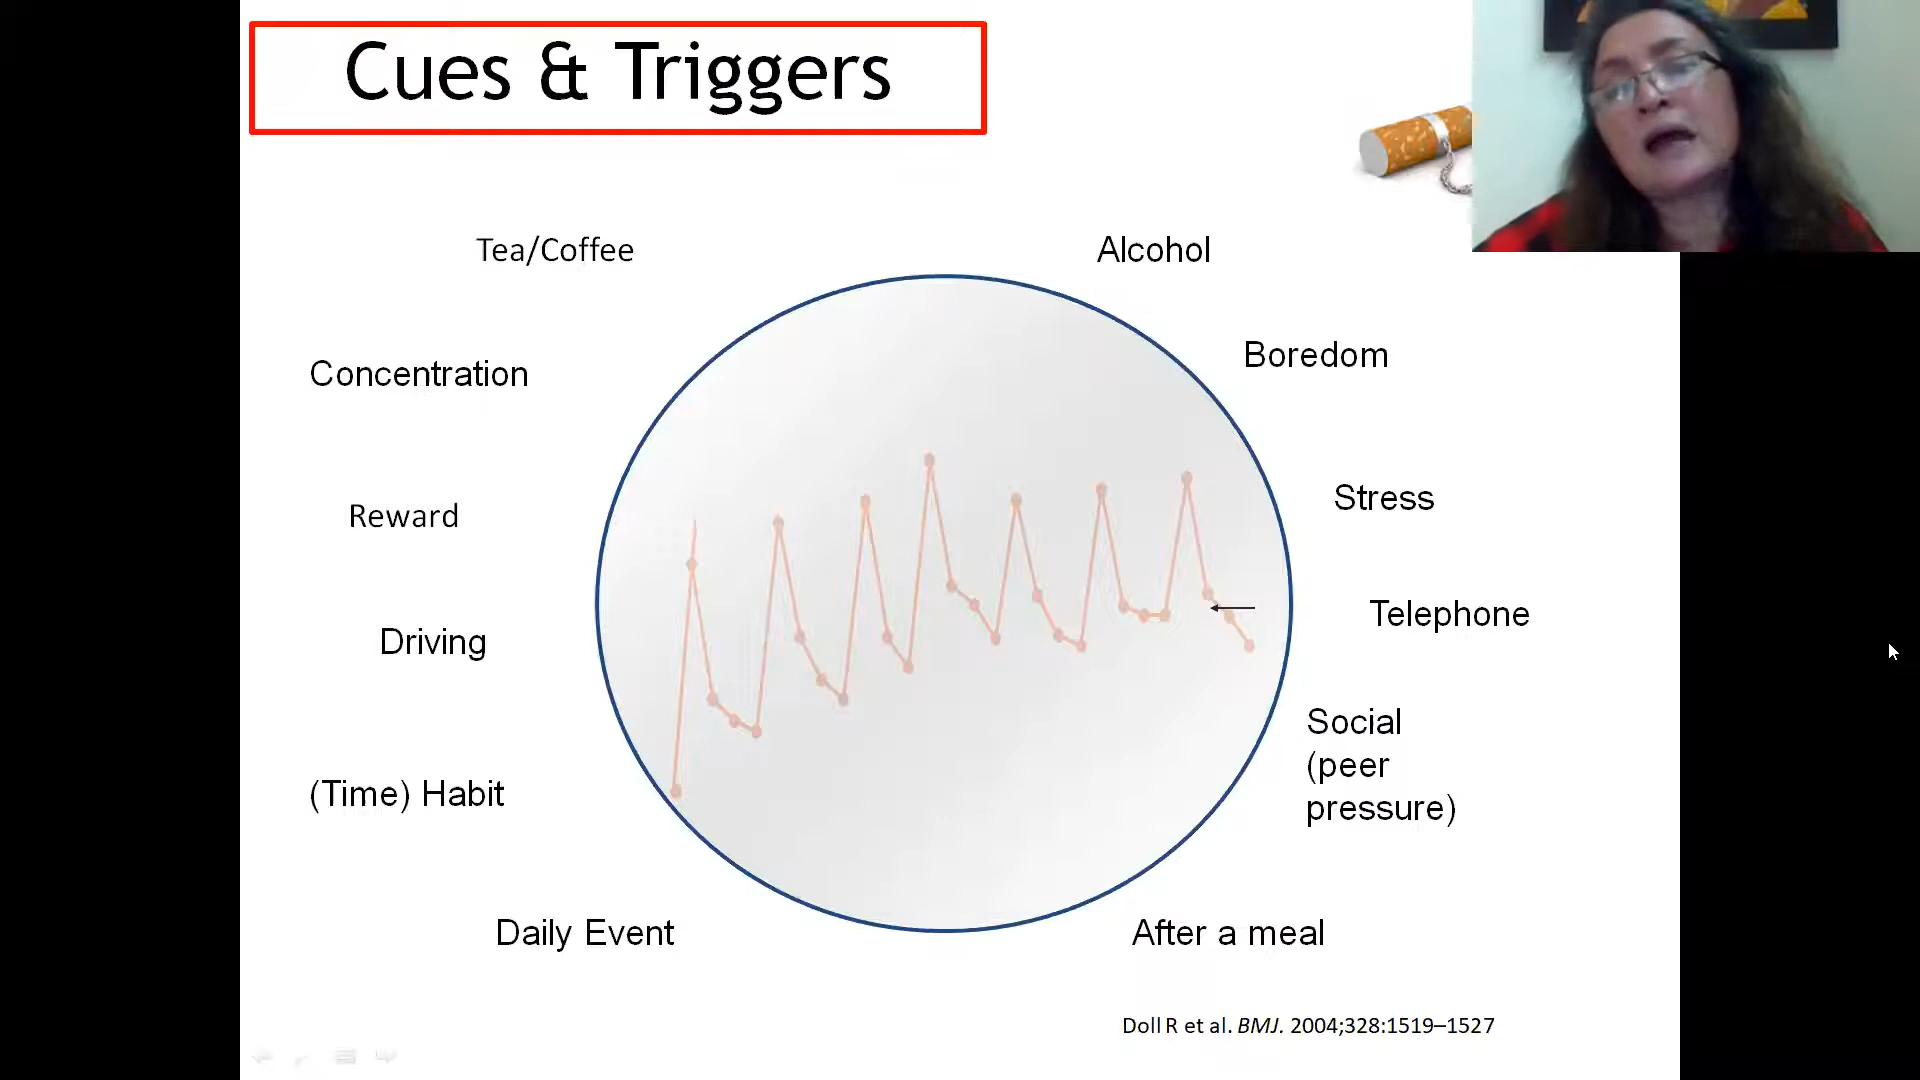 Cues & Triggers
Tea/Coffee
Alcohol
Concentration
Boredom
Reward
Stress
Driving
Telephone
(Time) Habit
Social
(peer
pressure)
Daily Event
After a meal
Doll R et al. BMJ. 2004;328:1519–1527